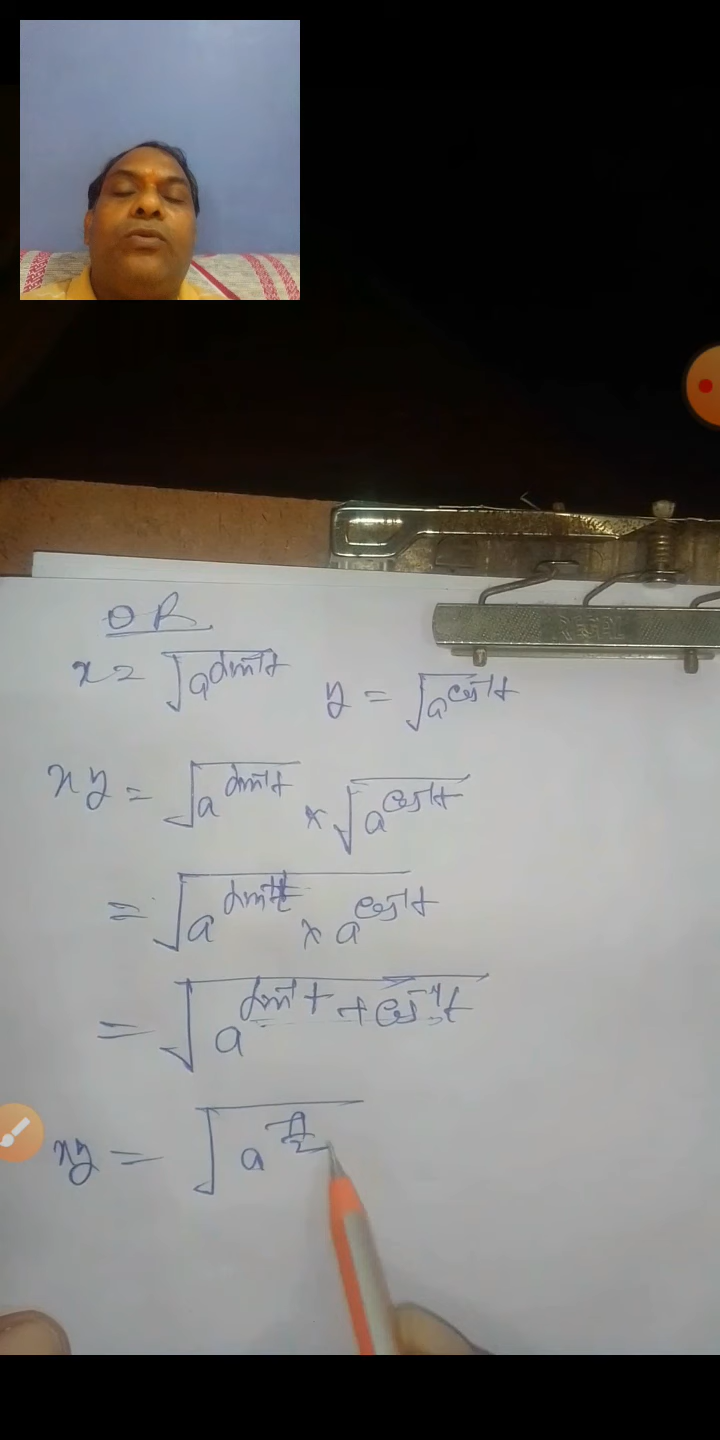 OR
x = √a^sin⁻¹t y = √a^cos⁻¹t
xy = √a^sin⁻¹t × √a^cos⁻¹t
= √a^sin⁻¹t × a^cos⁻¹t
= √a^sin⁻¹t + cos⁻¹t
xy = √a^π/2